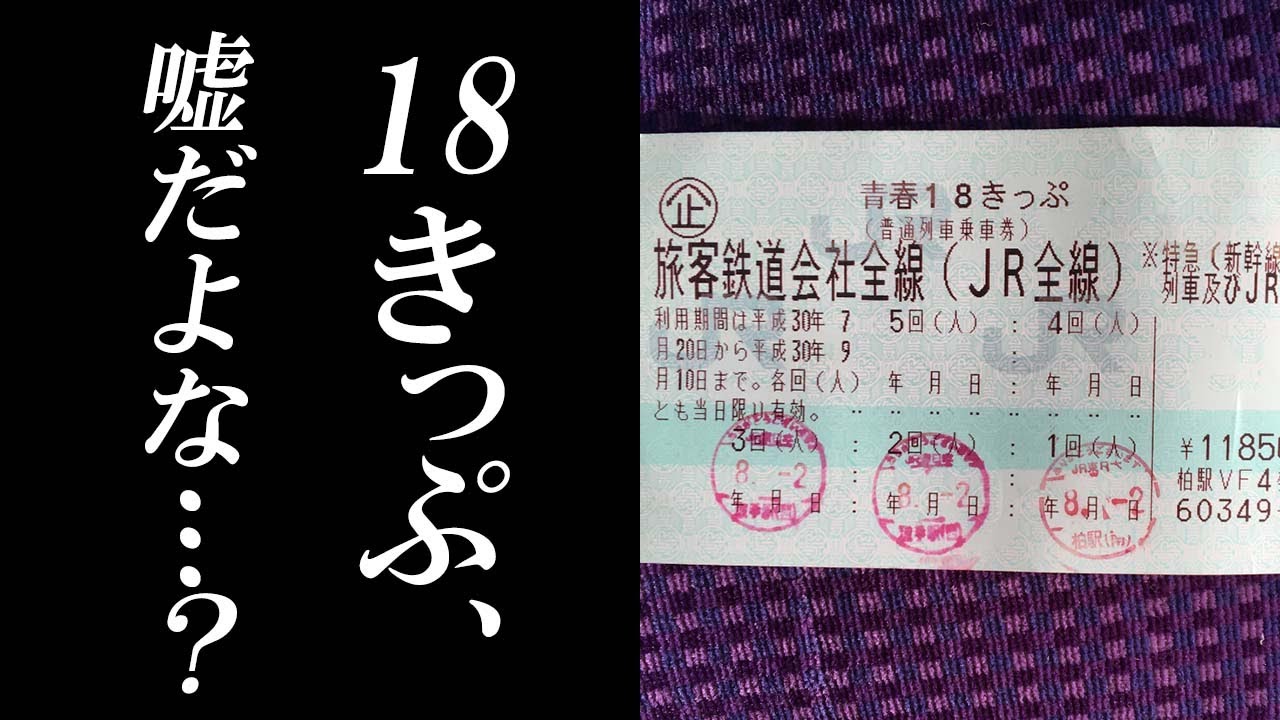 18きっぷ、
嘘だよな……?
企
青春18きっぷ
(普通列車乗車券)
旅客鉄道会社全線(JR全線)
※特急(新幹線
列車及びJR
利用期間は平成30年 7
月20日から平成30年 9
月10日まで。各回(人)
とも当日限り有効。
5回(人) : 4回(人)
:
年 月 日 : 年 月 日
3回(人) : 2回(人) : 1回(人)
8.-2 : 8.-2 : 8.-2
年 月 日 : 年 月 日 : 年 月 日
柏駅
¥1185
柏駅VF4
60349